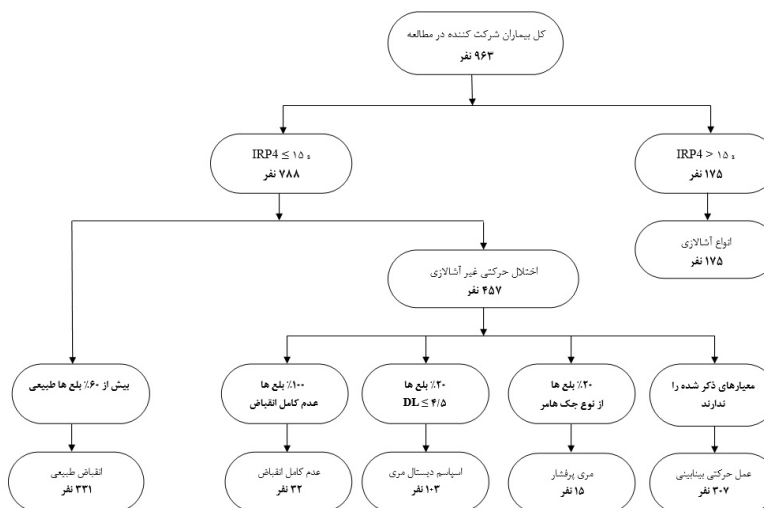 کل بیماران شرکت کننده در مطالعه
۹۶۳ نفر
IRP4 > ۱۵ و
۱۷۵ نفر
IRP4 ≤ ۱۵ و
۷۸۸ نفر
انواع آشالازی
۱۷۵ نفر
اختلال حرکتی غیر آشالازی
۴۵۷ نفر
معیارهای ذکر شده را
ندارند
۲۰٪ بلع ها
از نوع جک هامر
۲۰٪ بلع ها
DL ≤ ۴/۵
۱۰۰٪ بلع ها
عدم کامل انقباض
بیش از ۶۰٪ بلع ها طبیعی
عمل حرکتی بینابینی
۳۰۷ نفر
مری پرفشار
۱۵ نفر
اسپاسم دیستال مری
۱۰۳ نفر
عدم کامل انقباض
۳۲ نفر
انقباض طبیعی
۳۳۱ نفر